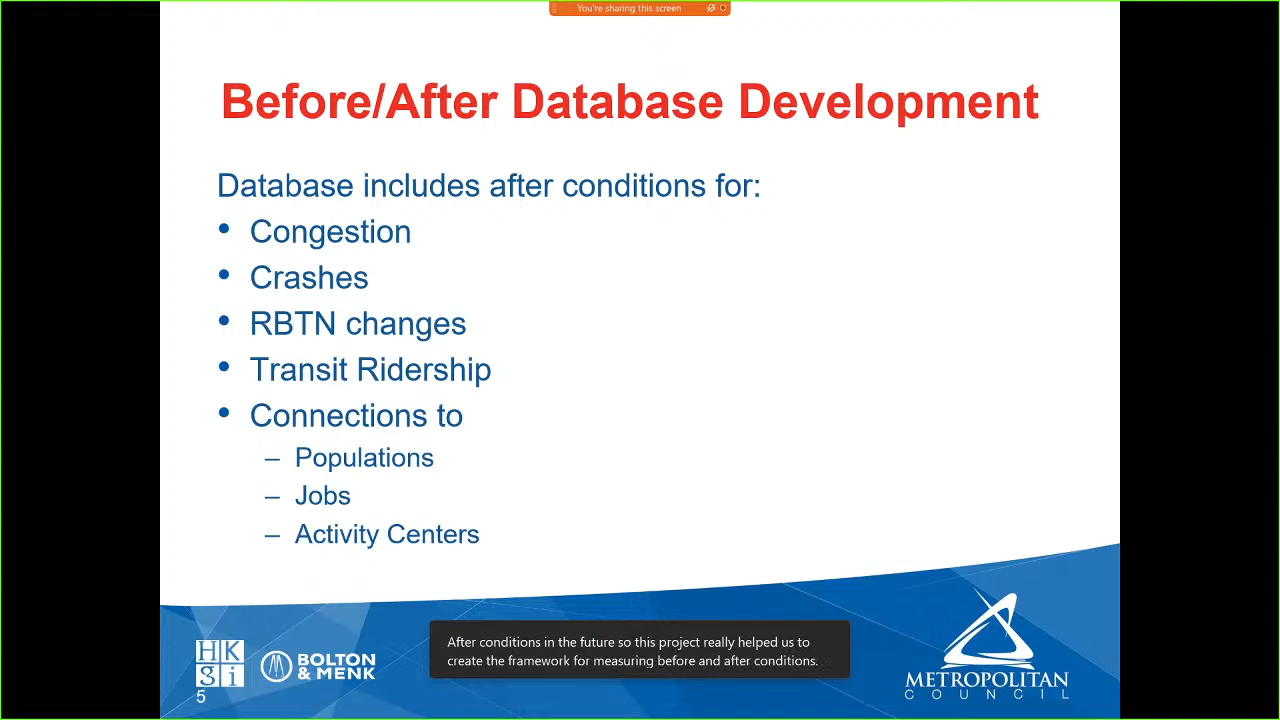 You're sharing this screen
Before/After Database Development
Database includes after conditions for:
• Congestion
• Crashes
• RBTN changes
• Transit Ridership
• Connections to
– Populations
– Jobs
– Activity Centers
After conditions in the future so this project really helped us to
create the framework for measuring before and after conditions.
HK
gi
BOLTON
& MENK
5
METROPOLITAN
COUNCIL